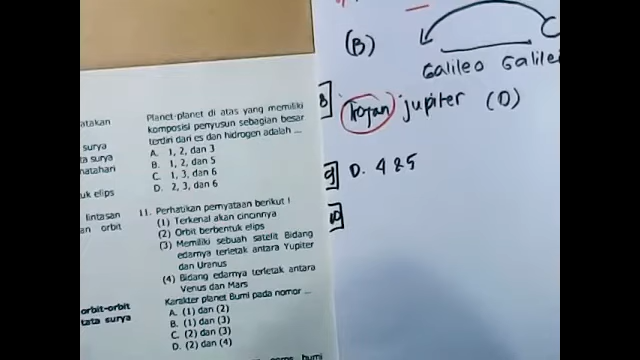 atakan
surya
ta surya
natahari
uk elips
lintasan
an orbit
orbit-orbit
tata surya
Planet-planet di atas yang memiliki
komposisi penyusun sebagian besar
terdiri dari es dan hidrogen adalah ...
A. 1, 2, dan 3
B. 1, 2, dan 5
C. 1, 3, dan 6
D. 2, 3, dan 6
11. Perhatikan pernyataan berikut !
(1) Terkenal akan cincinnya
(2) Orbit berbentuk elips
(3) Memiliki sebuah satelit Bidang
edarnya terletak antara Yupiter
dan Uranus
(4) Bidang edarnya terletak antara
Venus dan Mars
Karakter planet Bumi pada nomor ...
A. (1) dan (2)
B. (1) dan (3)
C. (2) dan (3)
D. (2) dan (4)
bumi
(B)
Galileo Galilei
8] Trojan jupiter (D)
9] D. 4 & 5
10]